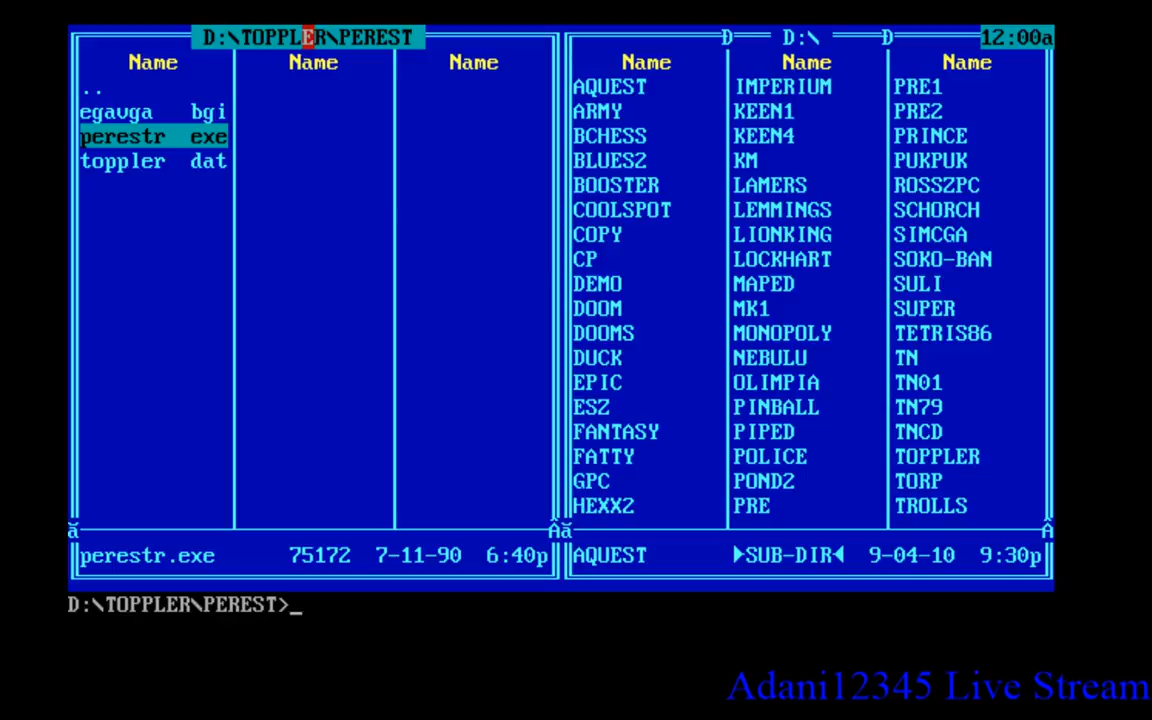 D:\TOPPLER\PEREST
D:\
12:00a
Name Name Name
..
egavga bgi
perestr exe
toppler dat
perestr.exe 75172 7-11-90 6:40p
Name Name Name
AQUEST IMPERIUM PRE1
ARMY KEEN1 PRE2
BCHESS KEEN4 PRINCE
BLUES2 KM PUKPUK
BOOSTER LAMERS ROSSZPC
COOLSPOT LEMMINGS SCHORCH
COPY LIONKING SIMCGA
CP LOCKHART SOKO-BAN
DEMO MAPED SULI
DOOM MK1 SUPER
DOOMS MONOPOLY TETRIS86
DUCK NEBULU TN
EPIC OLIMPIA TN01
ESZ PINBALL TN79
FANTASY PIPED TNCD
FATTY POLICE TOPPLER
GPC POND2 TORP
HEXX2 PRE TROLLS
AQUEST ►SUB-DIR◄ 9-04-10 9:30p
D:\TOPPLER\PEREST>_
Adani12345 Live Stream